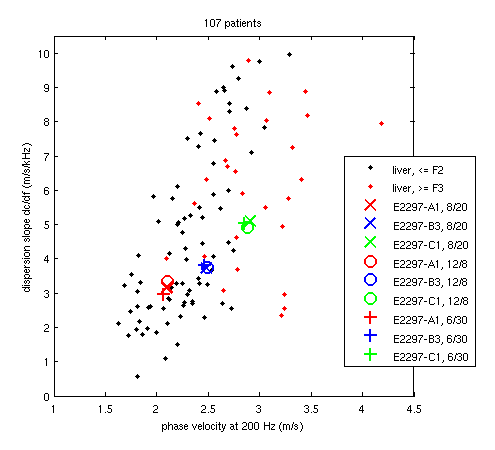 107 patients
10
9
8
7
6
5
4
3
2
1
0
dispersion slope dc/df (m/s/kHz)
1 1.5 2 2.5 3 3.5 4 4.5
phase velocity at 200 Hz (m/s)
liver, <= F2
liver, <= F3
E2297-A1, 8/20
E2297-B3, 8/20
E2297-C1, 8/20
E2297-A1, 12/8
E2297-B3, 12/8
E2297-C1, 12/8
E2297-A1, 6/30
E2297-B3, 6/30
E2297-C1, 6/30